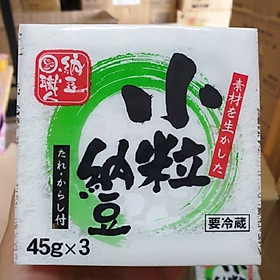 納豆
職人
素材を生かした
小粒
納豆
たれ・からし付
45g×3
要冷蔵